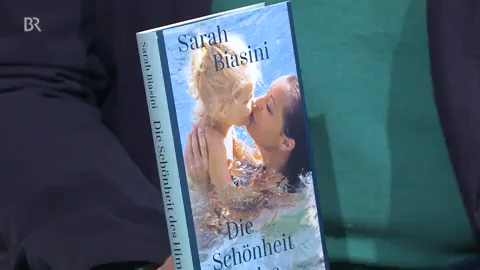 BR
Sarah
Biasini
Die
Schönheit
Sarah Biasini
Die Schönheit des Him